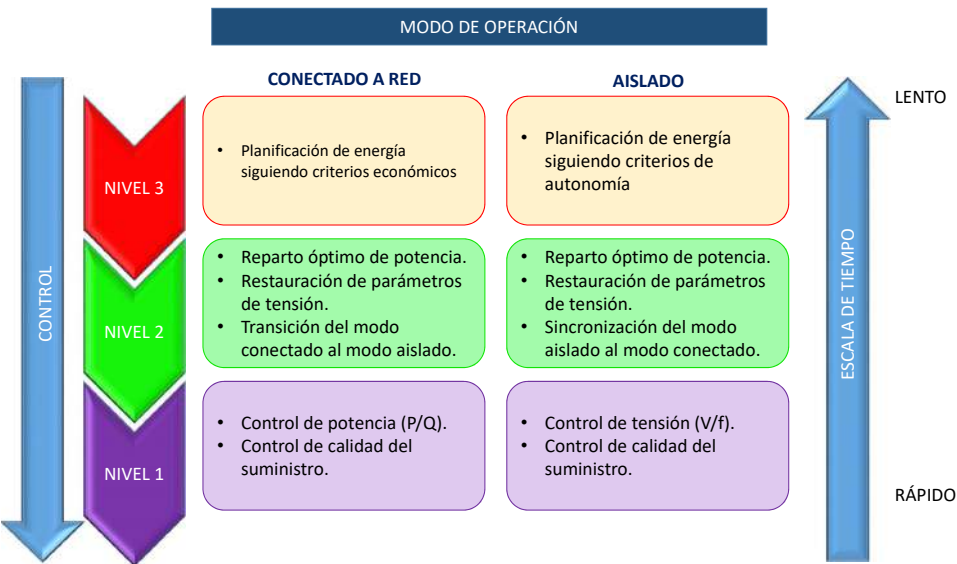 MODO DE OPERACIÓN
CONECTADO A RED
AISLADO
LENTO
CONTROL
NIVEL 3
• Planificación de energía
siguiendo criterios económicos
• Planificación de energía
siguiendo criterios de
autonomía
NIVEL 2
• Reparto óptimo de potencia.
• Restauración de parámetros
de tensión.
• Transición del modo
conectado al modo aislado.
• Reparto óptimo de potencia.
• Restauración de parámetros
de tensión.
• Sincronización del modo
aislado al modo conectado.
ESCALA DE TIEMPO
NIVEL 1
• Control de potencia (P/Q).
• Control de calidad del
suministro.
• Control de tensión (V/f).
• Control de calidad del
suministro.
RÁPIDO